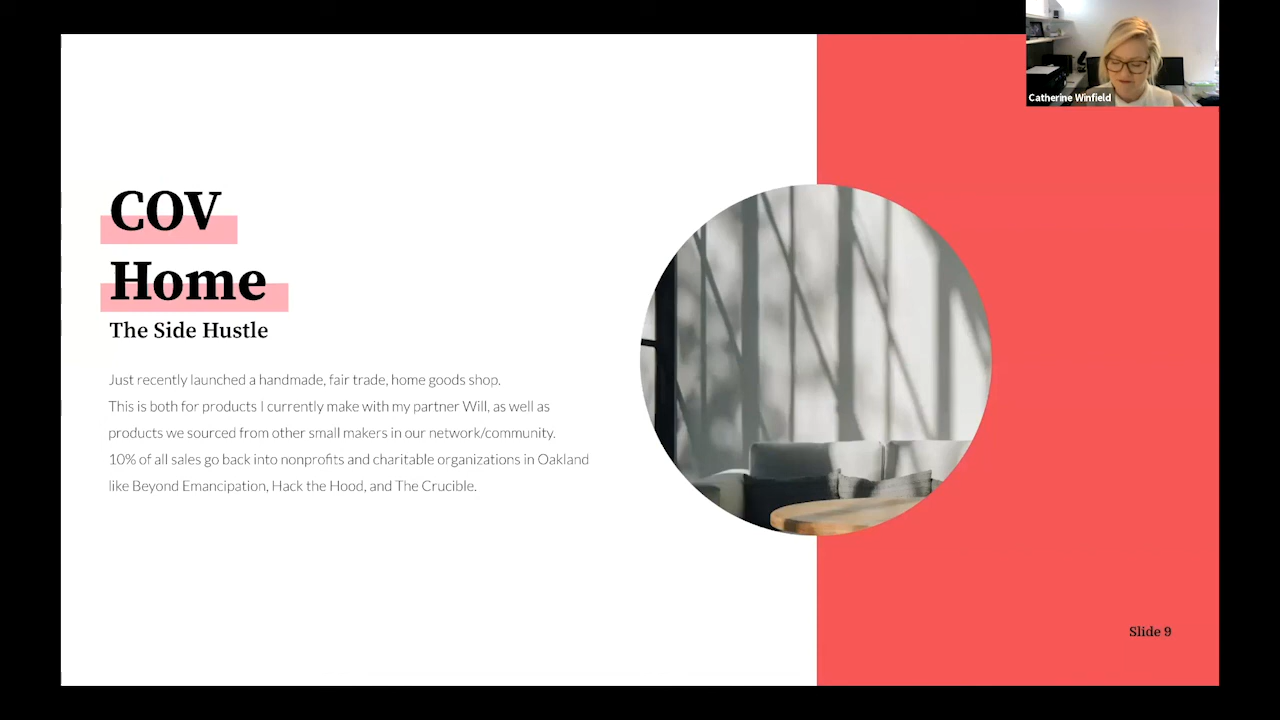 Catherine Winfield
COV
Home
The Side Hustle
Just recently launched a handmade, fair trade, home goods shop.
This is both for products I currently make with my partner Will, as well as
products we sourced from other small makers in our network/community.
10% of all sales go back into nonprofits and charitable organizations in Oakland
like Beyond Emancipation, Hack the Hood, and The Crucible.
Slide 9